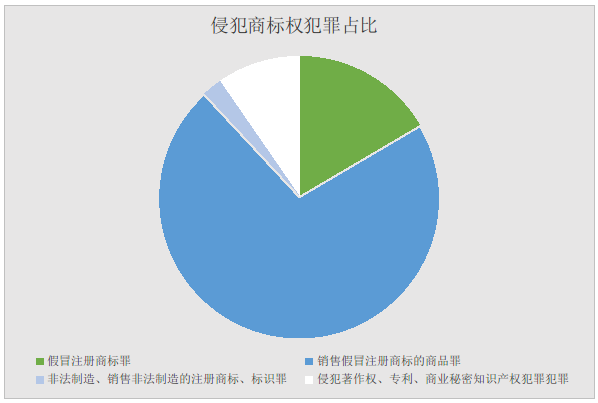 侵犯商标权犯罪占比
假冒注册商标罪
销售假冒注册商标的商品罪
非法制造、销售非法制造的注册商标、标识罪
侵犯著作权、专利、商业秘密知识产权犯罪犯罪